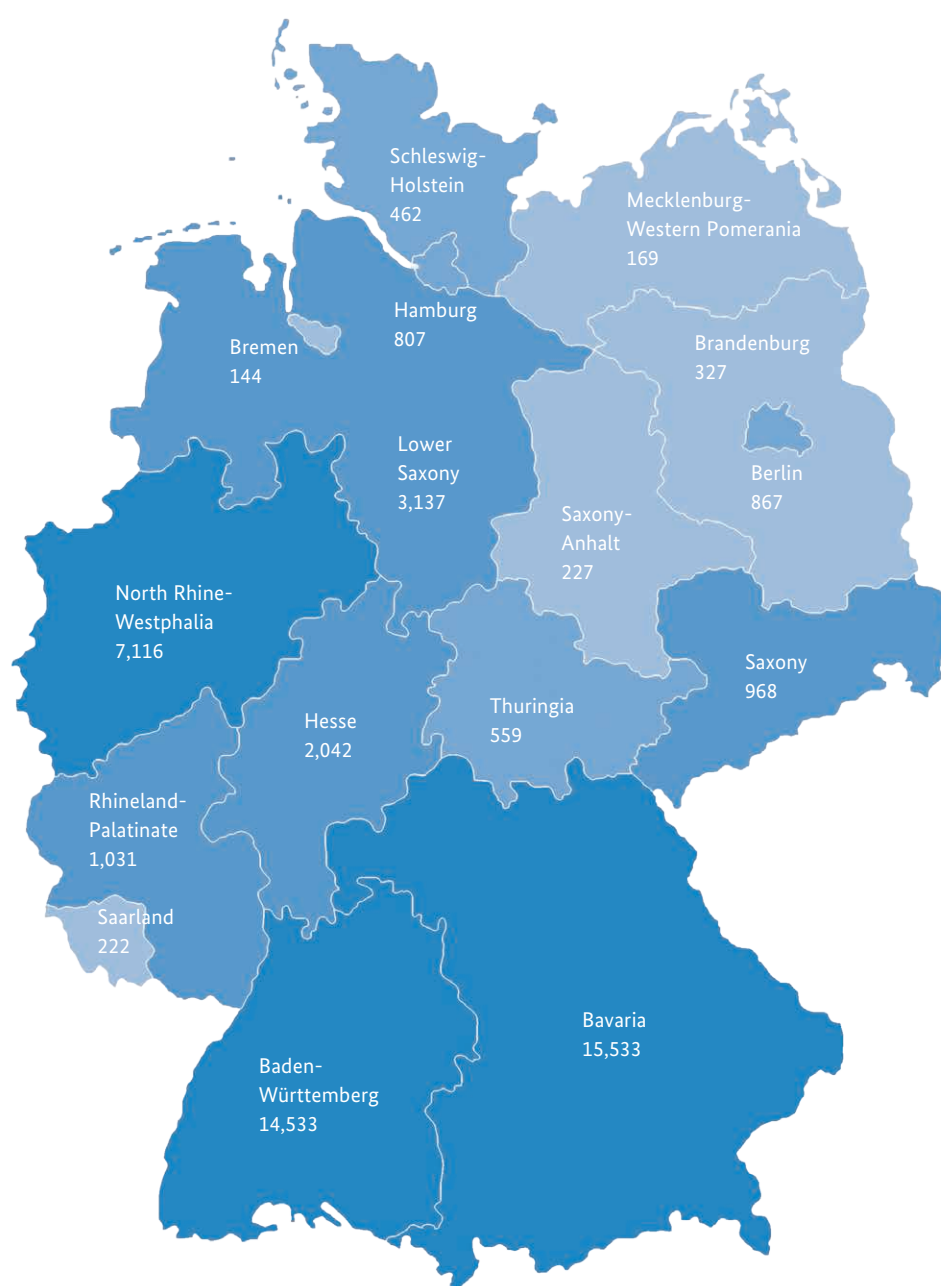 Schleswig-
Holstein
462
Mecklenburg-
Western Pomerania
169
Hamburg
807
Bremen
144
Brandenburg
327
Lower
Saxony
3,137
Berlin
867
Saxony-
Anhalt
227
North Rhine-
Westphalia
7,116
Saxony
968
Hesse
2,042
Thuringia
559
Rhineland-
Palatinate
1,031
Saarland
222
Bavaria
15,533
Baden-
Württemberg
14,533